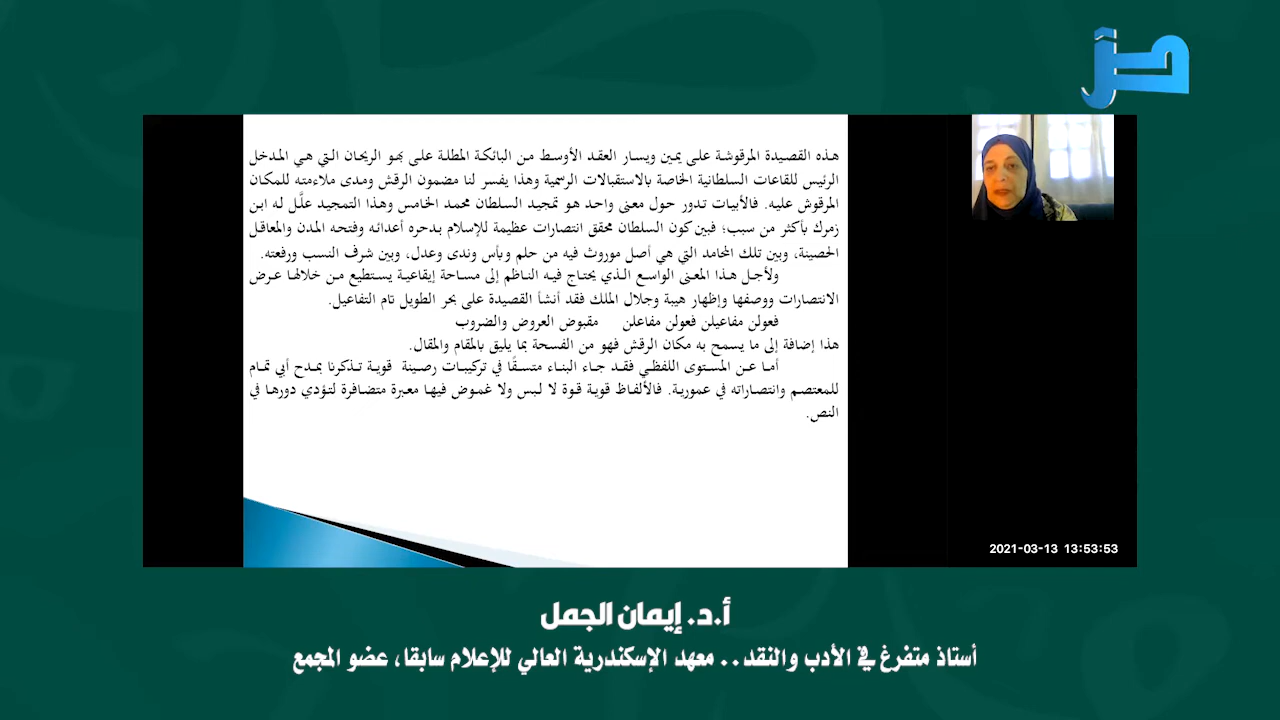 هذه القصيدة المرقوشة على يمين ويسار العقد الأوسط من البائكة المطلة على بهو الريحان التي هي المدخل
الرئيس للقاعات السلطانية الخاصة بالاستقبالات الرسمية وهذا يفسر لنا مضمون الرقش ومدى ملاءمته للمكان
المرقوش عليه. فالأبيات تدور حول معنى واحد هو تمجيد السلطان محمد الخامس وهذا التمجيد علَّل له ابن
زمرك بأكثر من سبب؛ فبين كون السلطان محقق انتصارات عظيمة للإسلام بدحره أعدائه وفتحه المدن والمعاقل
الحصينة، وبين تلك المحامد التي هي أصل موروث فيه من حلم وبأس وندى وعدل، وبين شرف النسب ورفعته.
ولأجل هذا المعنى الواسع الذي يحتاج فيه الناظم إلى مساحة إيقاعية يستطيع من خلالها عرض
الانتصارات ووصفها وإظهار هيبة وجلال الملك فقد أنشأ القصيدة على بحر الطويل تام التفاعيل.
فعولن مفاعيلن فعولن مفاعلن مقبوض العروض والضروب
هذا إضافة إلى ما يسمح به مكان الرقش فهو من الفسحة بما يليق بالمقام والمقال.
أما عن المستوى اللفظي فقد جاء البناء متسقًا في تركيبات رصينة قوية تذكرنا بمدح أبي تمام
للمعتصم وانتصاراته في عمورية. فالألفاظ قوية قوة لا لبس ولا غموض فيها معبرة متضافرة لتؤدي دورها في
النص.
2021-03-13 13:53:53
أ.د. إيمان الجمل
أستاذ متفرغ في الأدب والنقد.. معهد الإسكندرية العالي للإعلام سابقا، عضو المجمع